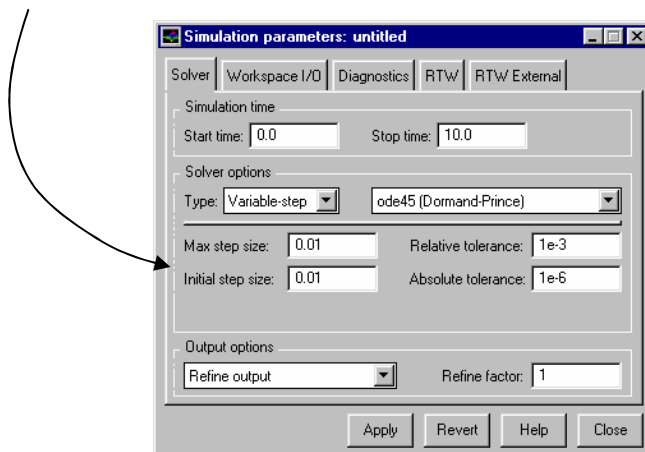 Simulation parameters: untitled
Solver Workspace I/O Diagnostics RTW RTW External
Simulation time
Start time: 0.0 Stop time: 10.0
Solver options
Type: Variable-step ode45 (Dormand-Prince)
Max step size: 0.01 Relative tolerance: 1e-3
Initial step size: 0.01 Absolute tolerance: 1e-6
Output options
Refine output Refine factor: 1
Apply Revert Help Close